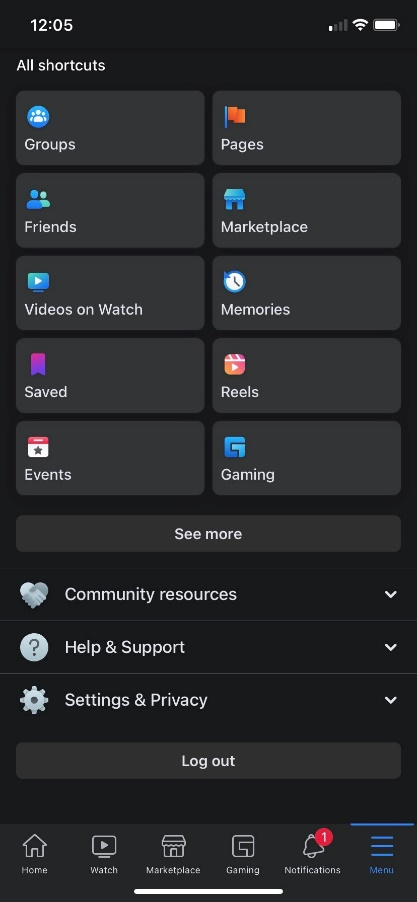 12:05
All shortcuts
Groups
Pages
Friends
Marketplace
Videos on Watch
Memories
Saved
Reels
Events
Gaming
See more
Community resources
Help & Support
Settings & Privacy
Log out
1
Home
Watch
Marketplace
Gaming
Notifications
Menu